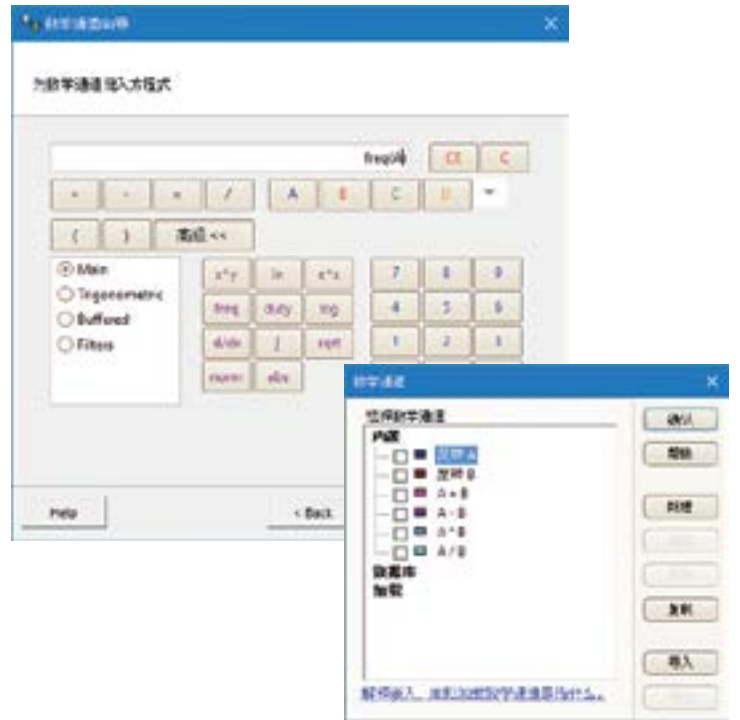 数学通道向导
为数学通道键入方程式
CE C
+ - × / A B C D
( ) 高级 <<
Main
Trigonometric
Buffered
Filters
x^y ln e^x 7 8 9
freq duty 4 5 6
d/dx ∫ sqrt 1 2 3
norm abs
Help < Back
数学通道
选择数学通道
内置
反转 A
反转 B
A + B
A - B
A * B
A / B
数据库
加载
确认
帮助
新建
复制
导入